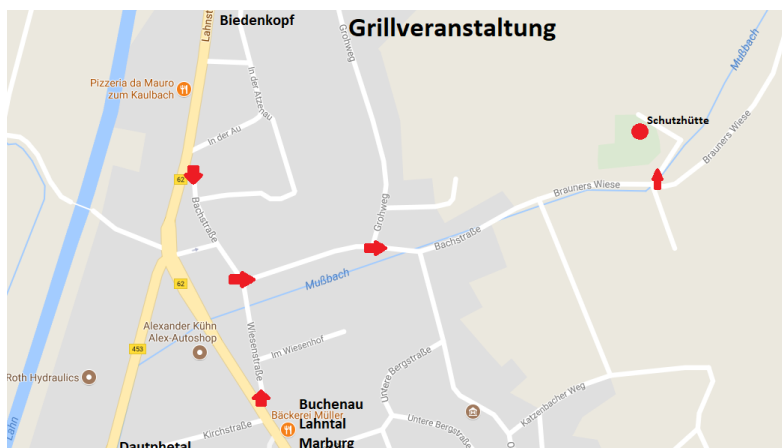 Biedenkopf
Grillveranstaltung
Lahnst
Grohweg
Mußbach
Pizzeria da Mauro
zum Kaulbach
In der Atzenau
Schutzhütte
In der Au
Brauners Wiese
62
Brauners Wiese
Bachstraße
Grohweg
Bachstraße
Mußbach
62
Alexander Kühn
Alex-Autoshop
453
Wiesenstraße
Im Wiesenhof
Roth Hydraulics
Untere Bergstraße
Katzenbacher Weg
Buchenau
Bäckerei Müller
Lahntal
Kirchstraße
Untere Bergstraße
Lahn
Dautphetal
Marburg